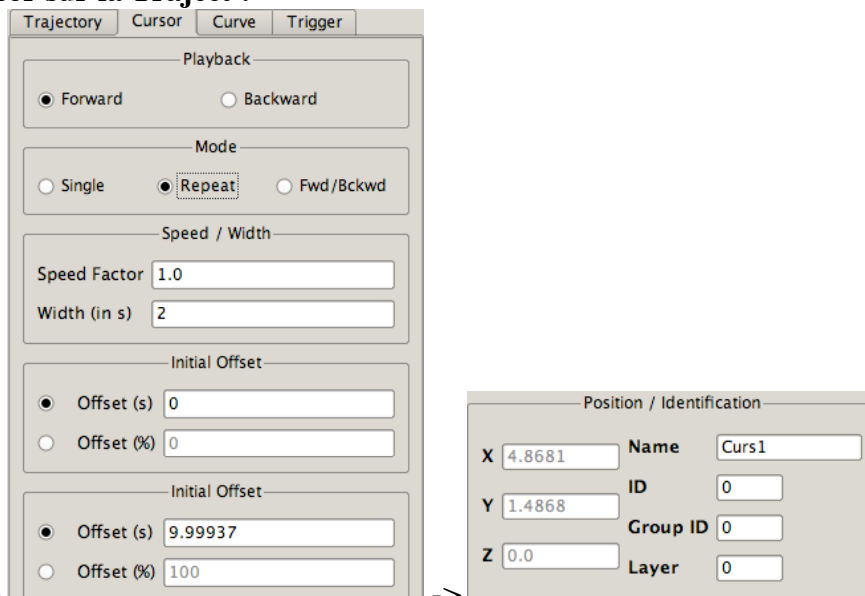 Trajectory Cursor Curve Trigger
Playback
Forward Backward
Mode
Single Repeat Fwd/Bckwd
Speed / Width
Speed Factor 1.0
Width (in s) 2
Initial Offset
Offset (s) 0
Offset (%) 0
Initial Offset
Offset (s) 9.99937
Offset (%) 100
->
Position / Identification
X 4.8681
Y 1.4868
Z 0.0
Name Curs1
ID 0
Group ID 0
Layer 0